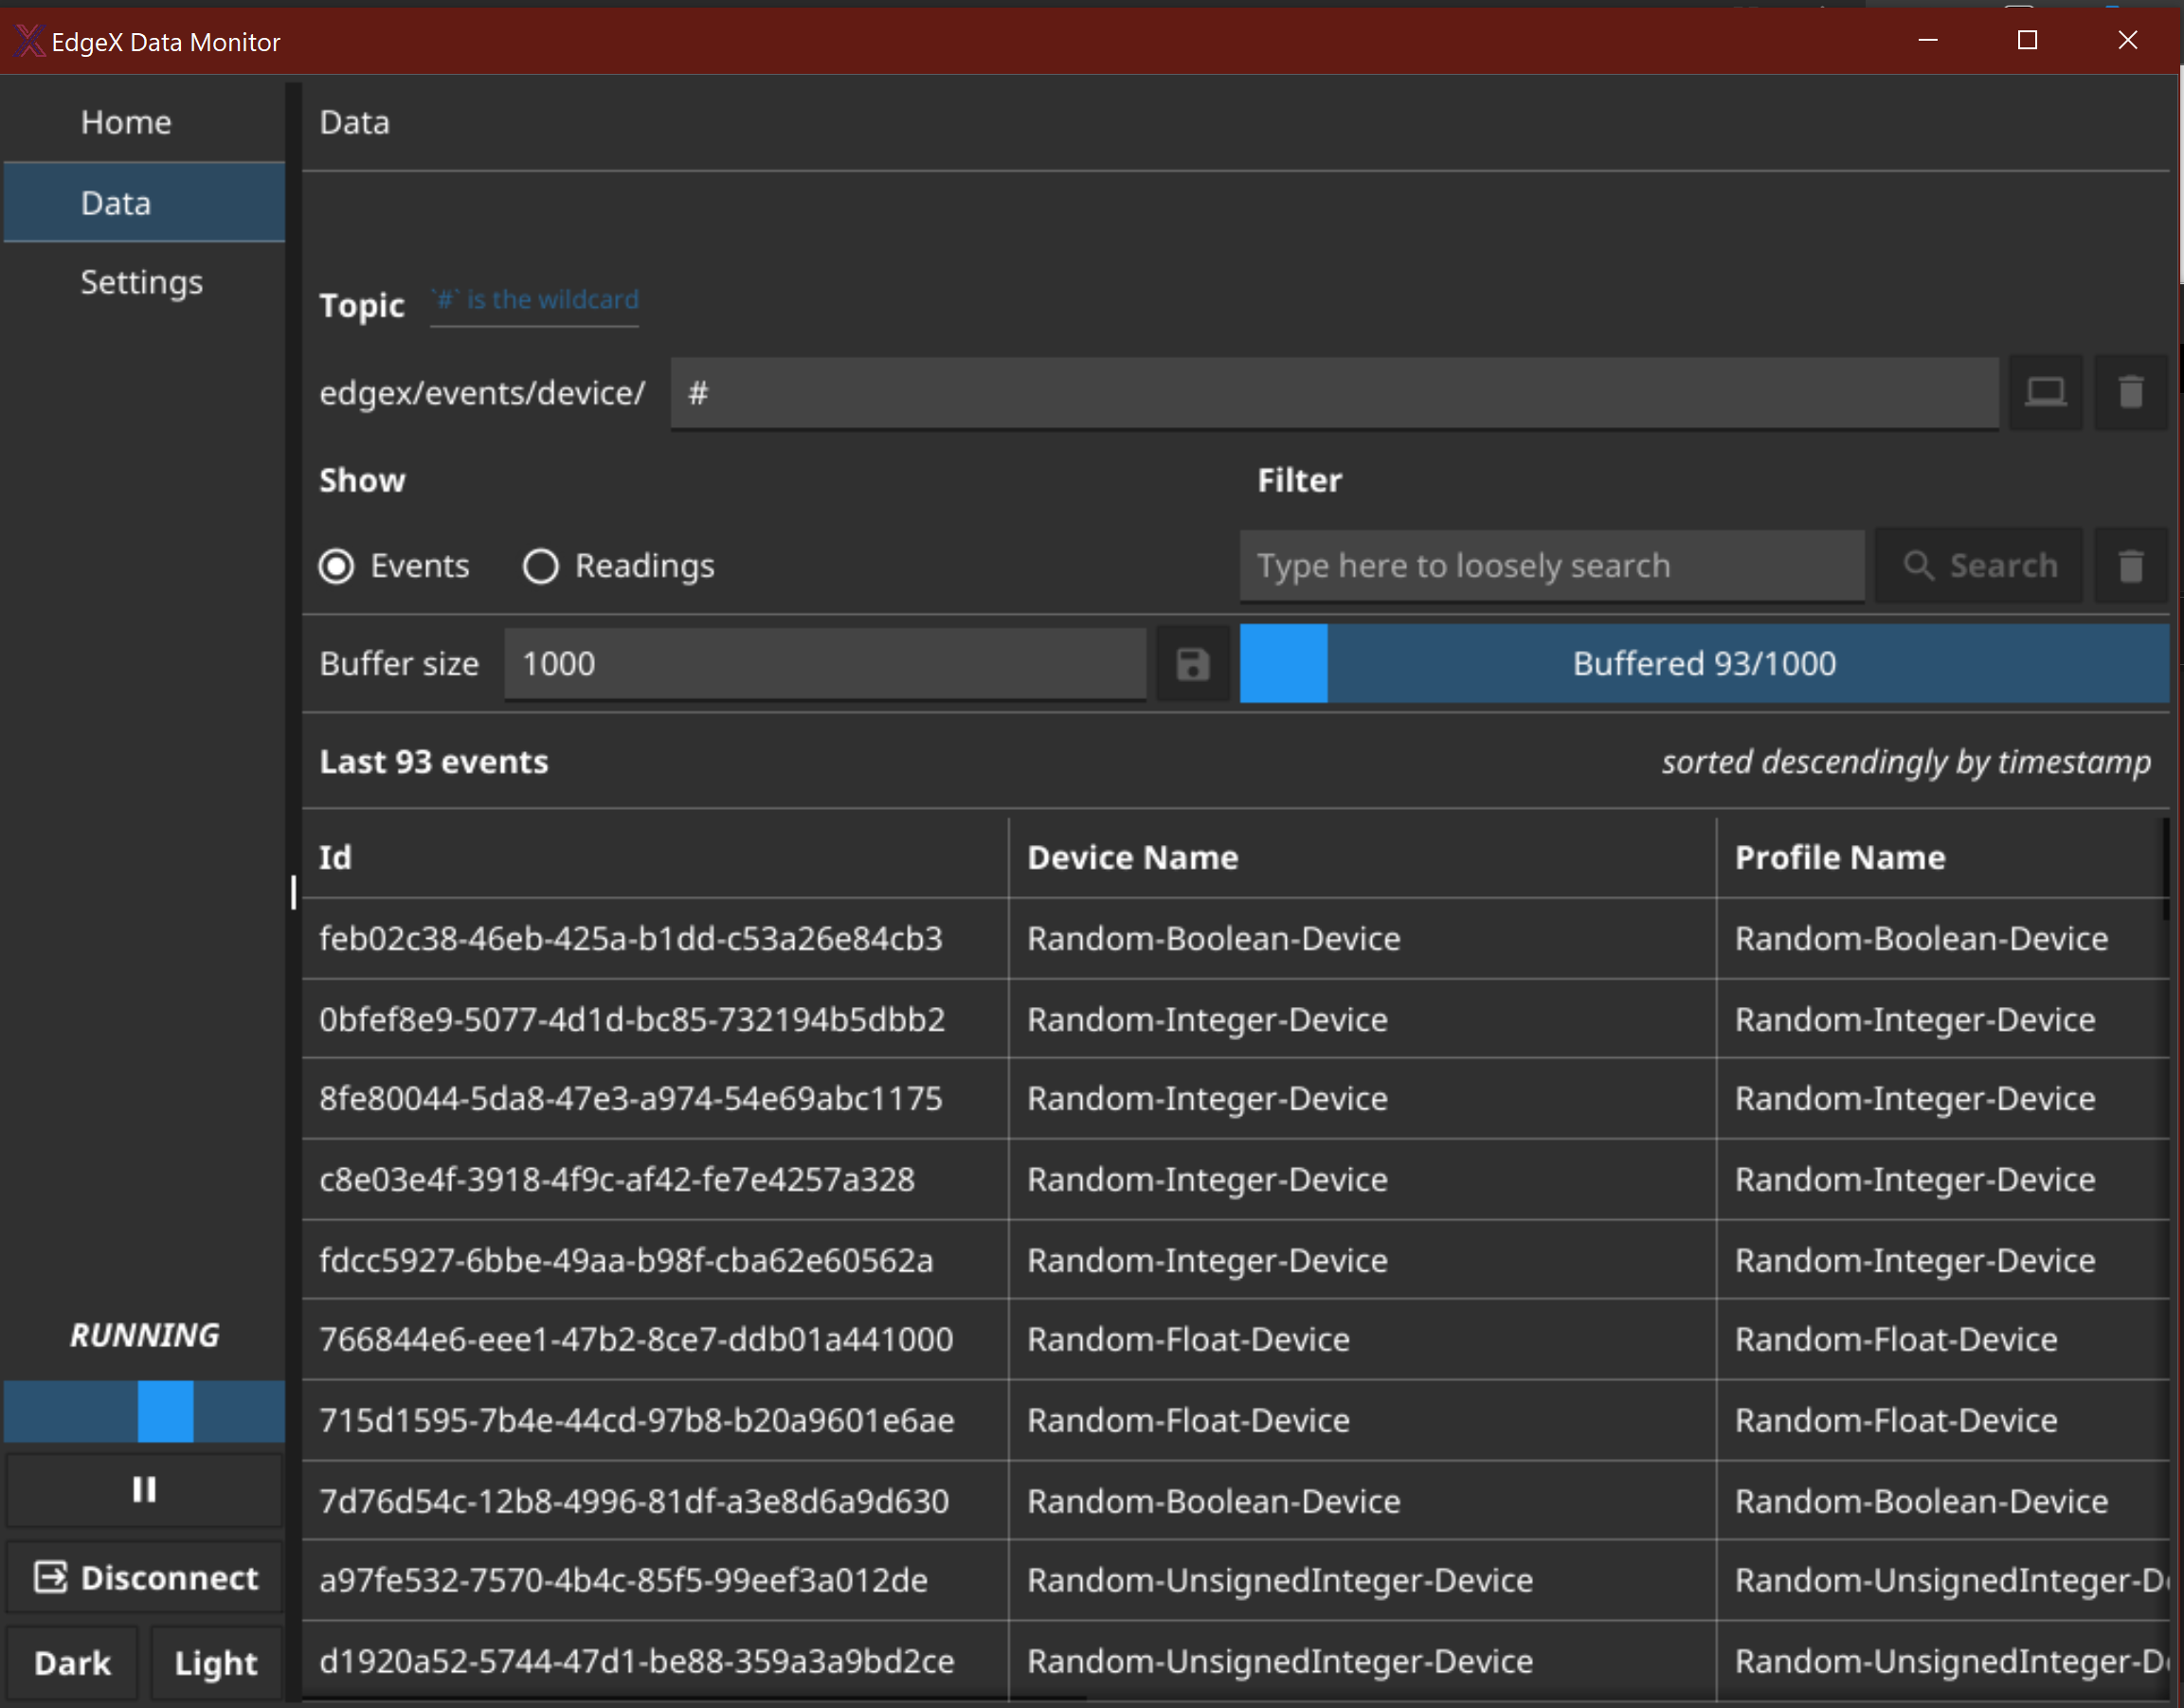 EdgeX Data Monitor
Home
Data
Settings
RUNNING
Disconnect
Dark Light
Data
Topic `#` is the wildcard
edgex/events/device/ #
Show Filter
Events Readings Type here to loosely search Search
Buffer size 1000 Buffered 93/1000
Last 93 events sorted descendingly by timestamp
Id Device Name Profile Name
feb02c38-46eb-425a-b1dd-c53a26e84cb3 Random-Boolean-Device Random-Boolean-Device
0bfef8e9-5077-4d1d-bc85-732194b5dbb2 Random-Integer-Device Random-Integer-Device
8fe80044-5da8-47e3-a974-54e69abc1175 Random-Integer-Device Random-Integer-Device
c8e03e4f-3918-4f9c-af42-fe7e4257a328 Random-Integer-Device Random-Integer-Device
fdcc5927-6bbe-49aa-b98f-cba62e60562a Random-Integer-Device Random-Integer-Device
766844e6-eee1-47b2-8ce7-ddb01a441000 Random-Float-Device Random-Float-Device
715d1595-7b4e-44cd-97b8-b20a9601e6ae Random-Float-Device Random-Float-Device
7d76d54c-12b8-4996-81df-a3e8d6a9d630 Random-Boolean-Device Random-Boolean-Device
a97fe532-7570-4b4c-85f5-99eef3a012de Random-UnsignedInteger-Device Random-UnsignedInteger-D
d1920a52-5744-47d1-be88-359a3a9bd2ce Random-UnsignedInteger-Device Random-UnsignedInteger-D